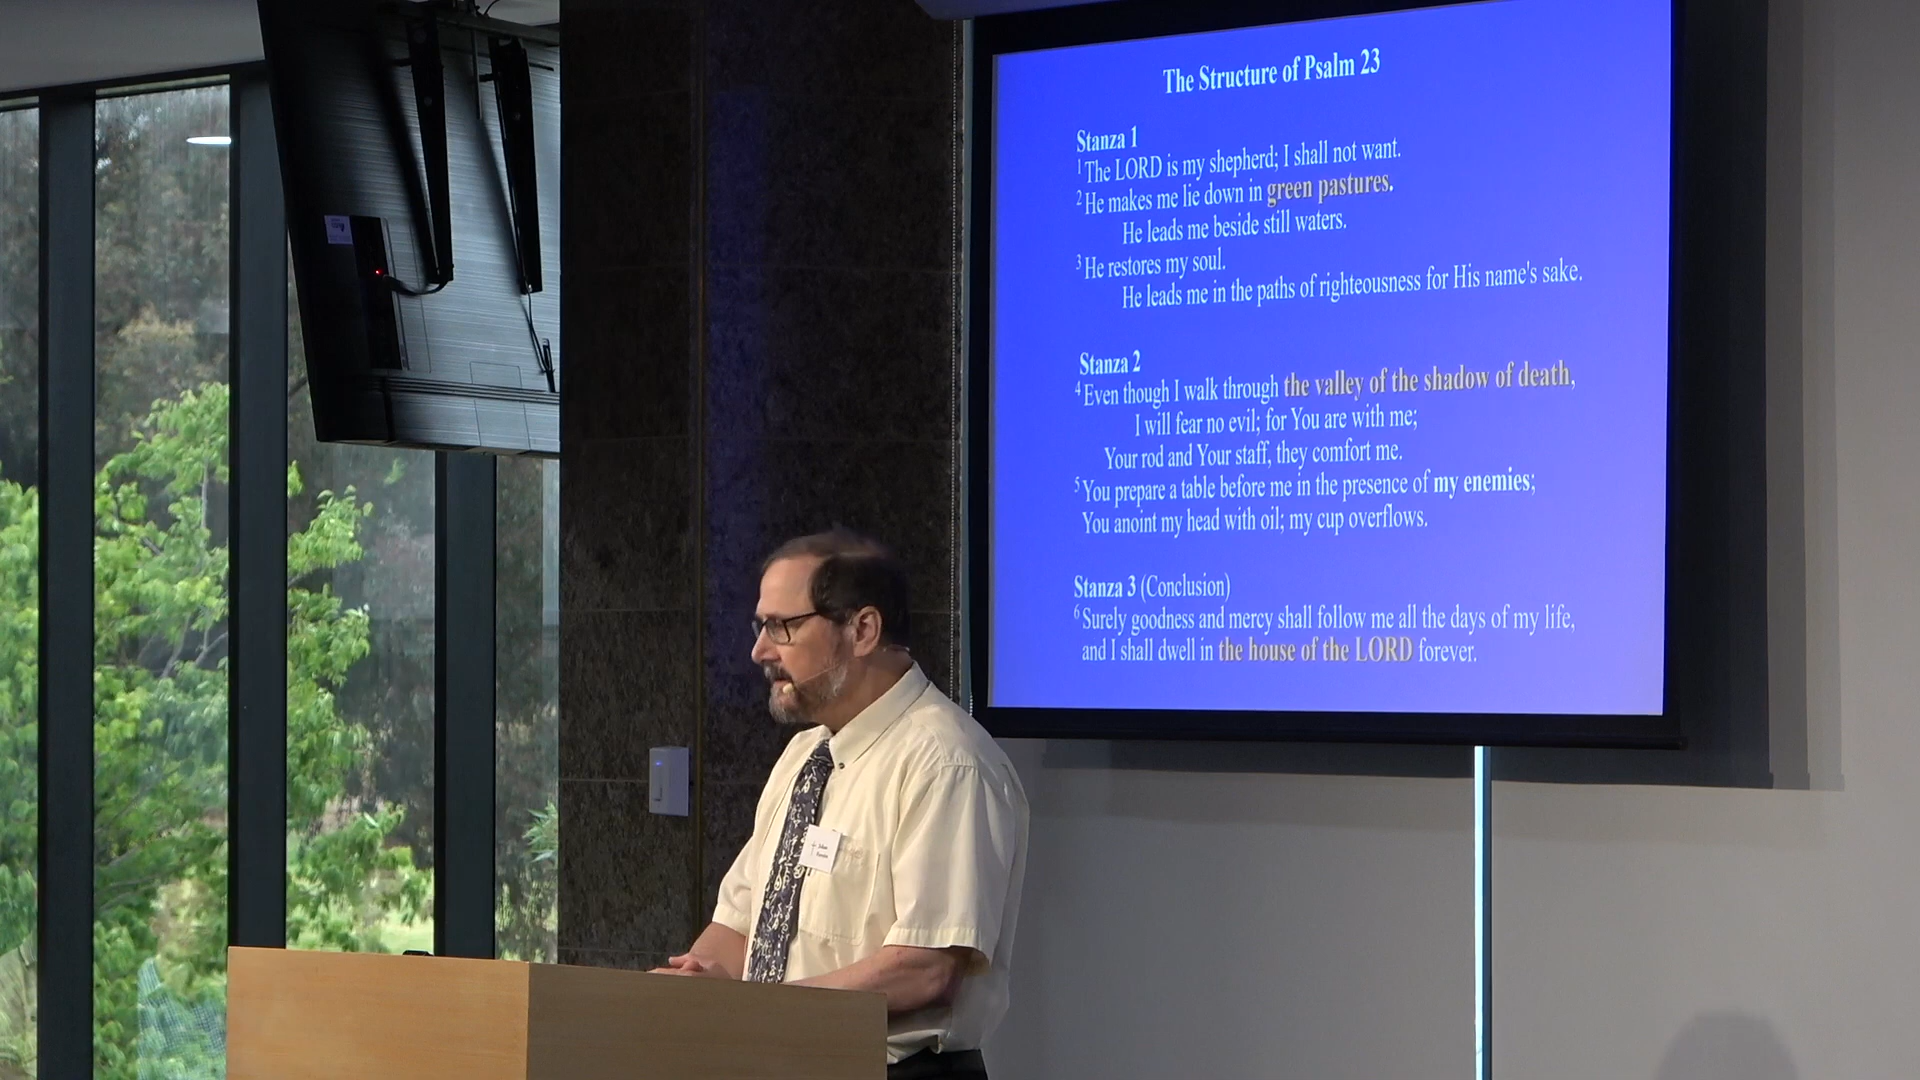 The Structure of Psalm 23
Stanza 1
1 The LORD is my shepherd; I shall not want.
2 He makes me lie down in green pastures.
He leads me beside still waters.
3 He restores my soul.
He leads me in the paths of righteousness for His name's sake.
Stanza 2
4 Even though I walk through the valley of the shadow of death,
I will fear no evil; for You are with me;
Your rod and Your staff, they comfort me.
5 You prepare a table before me in the presence of my enemies;
You anoint my head with oil; my cup overflows.
Stanza 3 (Conclusion)
6 Surely goodness and mercy shall follow me all the days of my life,
and I shall dwell in the house of the LORD forever.